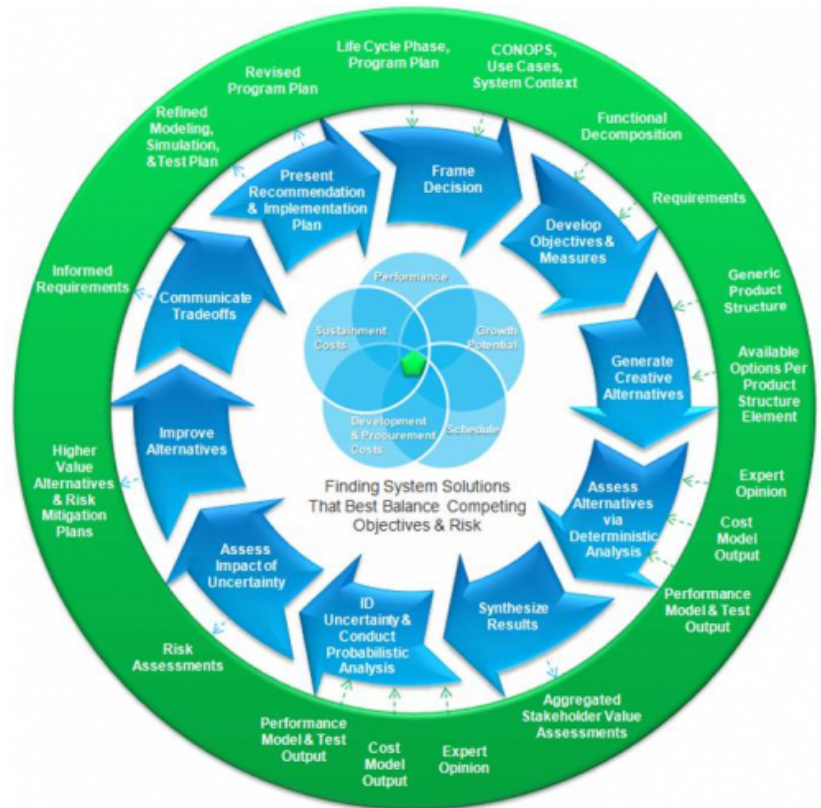 Life Cycle Phase,
Program Plan
CONOPS,
Use Cases,
System Context
Functional
Decomposition
Requirements
Generic
Product
Structure
Available
Options Per
Product
Structure
Element
Expert
Opinion
Cost
Model
Output
Performance
Model & Test
Output
Aggregated
Stakeholder Value
Assessments
Expert
Opinion
Cost
Model
Output
Performance
Model & Test
Output
Risk
Assessments
Higher
Value
Alternatives
& Risk
Mitigation
Plans
Informed
Requirements
Refined
Modeling,
Simulation,
& Test Plan
Revised
Program Plan
Frame
Decision
Develop
Objectives &
Measures
Generate
Creative
Alternatives
Assess
Alternatives
via
Deterministic
Analysis
Synthesize
Results
ID
Uncertainty &
Conduct
Probabilistic
Analysis
Assess
Impact of
Uncertainty
Improve
Alternatives
Communicate
Tradeoffs
Present
Recommendation
& Implementation
Plan
Performance
Growth
Potential
Schedule
Development
& Procurement
Costs
Sustainment
Costs
Finding System Solutions
That Best Balance Competing
Objectives & Risk